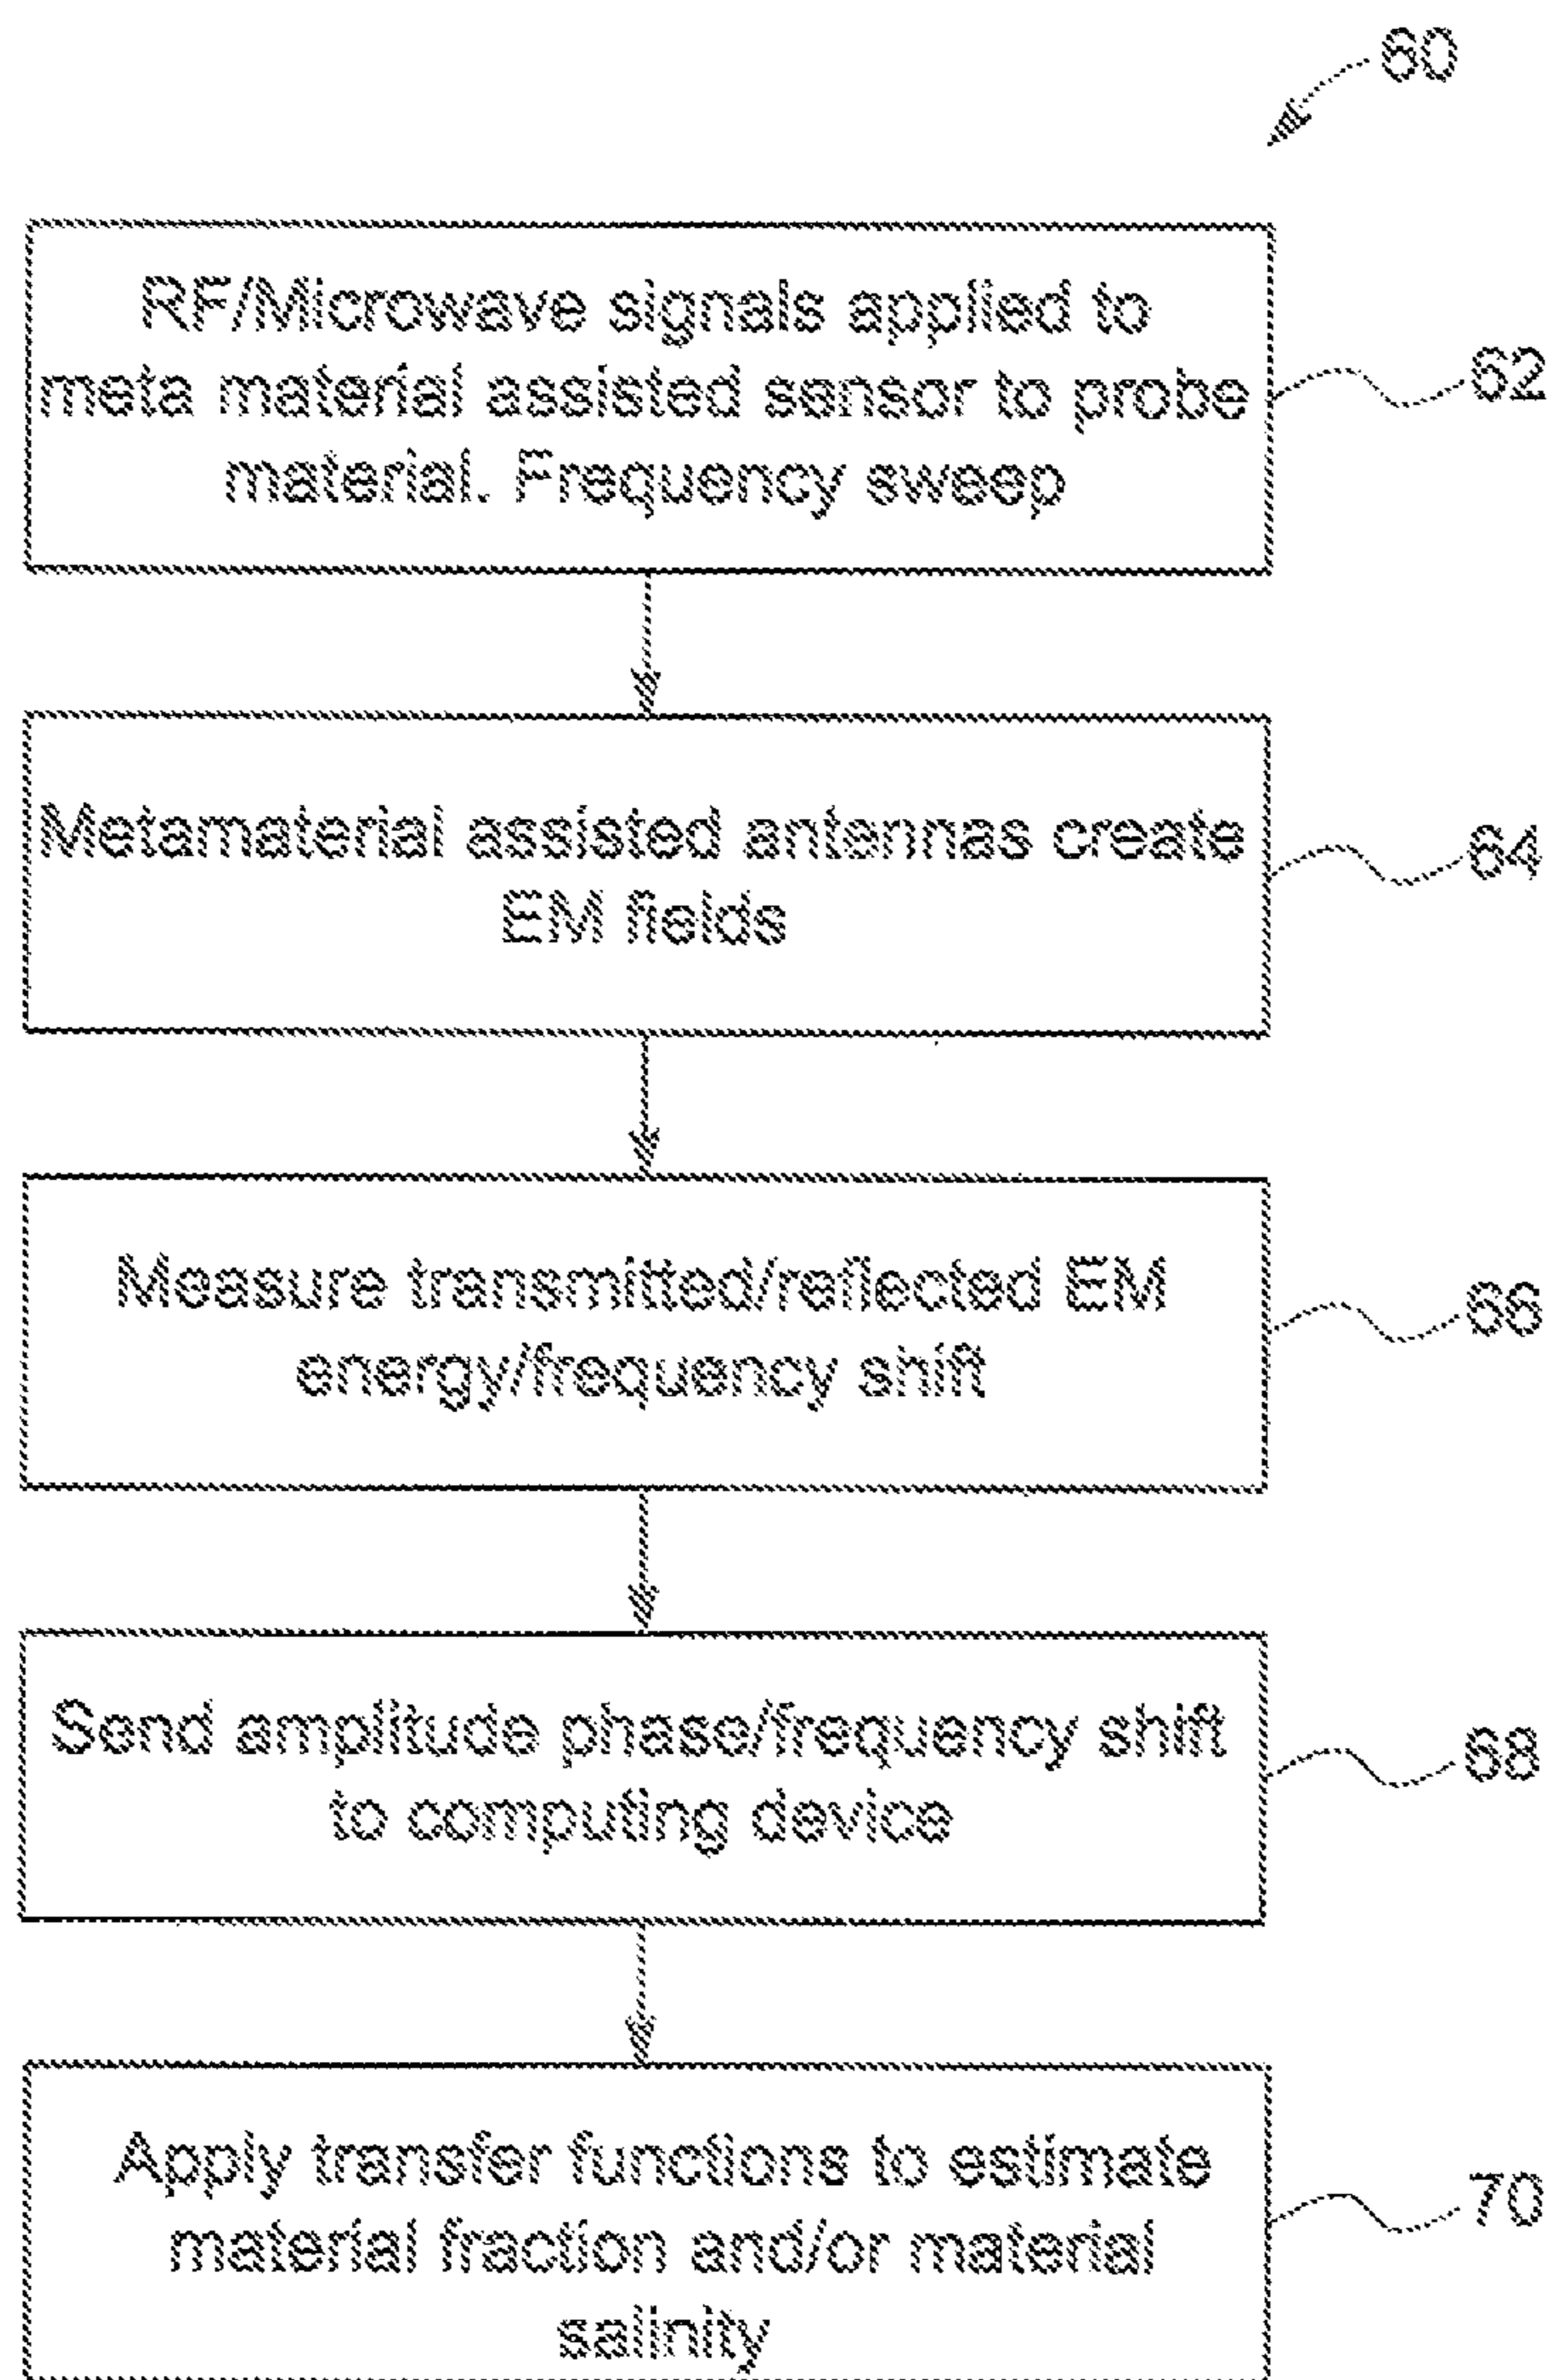 60
RF/Microwave signals applied to
meta material assisted sensor to probe
material. Frequency sweep
62
Metamaterial assisted antennas create
EM fields
64
Measure transmitted/reflected EM
energy/frequency shift
66
Send amplitude phase/frequency shift
to computing device
68
Apply transfer functions to estimate
material fraction and/or material
salinity
70